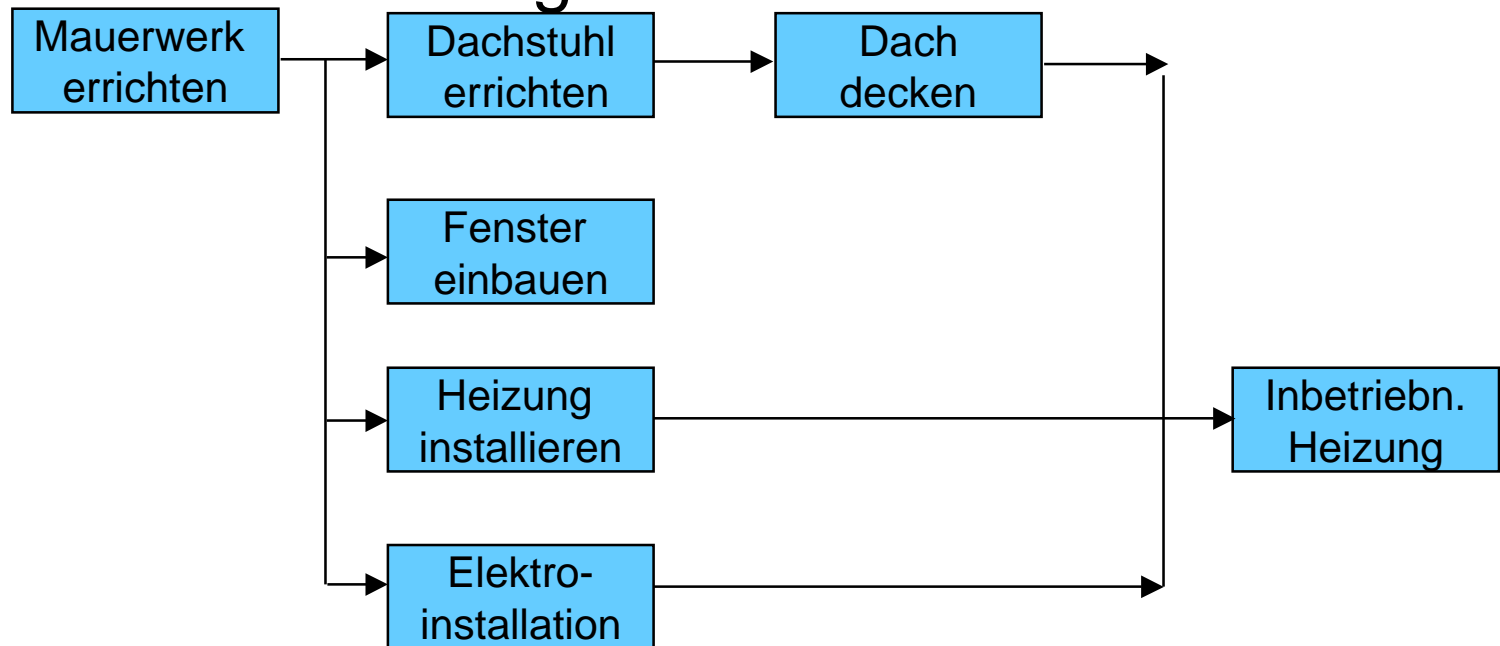 Mauerwerk
errichten
Dachstuhl
errichten
Dach
decken
Fenster
einbauen
Heizung
installieren
Inbetriebn.
Heizung
Elektro-
installation